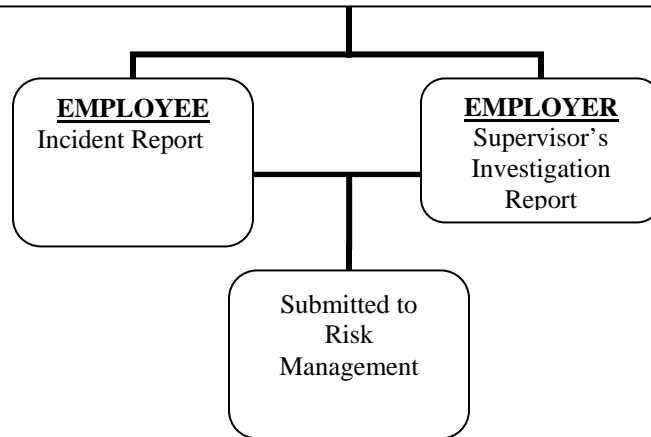 EMPLOYEE
Incident Report
EMPLOYER
Supervisor’s
Investigation
Report
Submitted to
Risk
Management